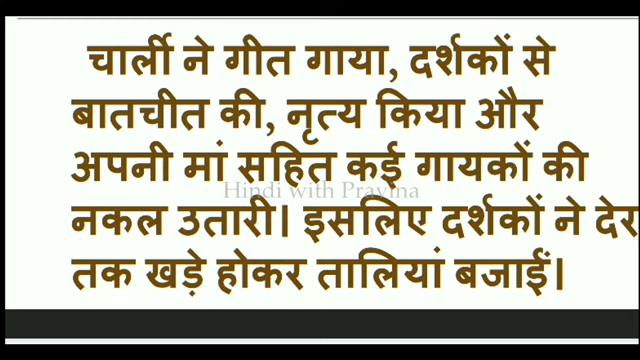 चार्ली ने गीत गाया, दर्शकों से
बातचीत की, नृत्य किया और
अपनी मां सहित कई गायकों की
Hindi with Pravina
नकल उतारी। इसलिए दर्शकों ने देर
तक खड़े होकर तालियां बजाईं।